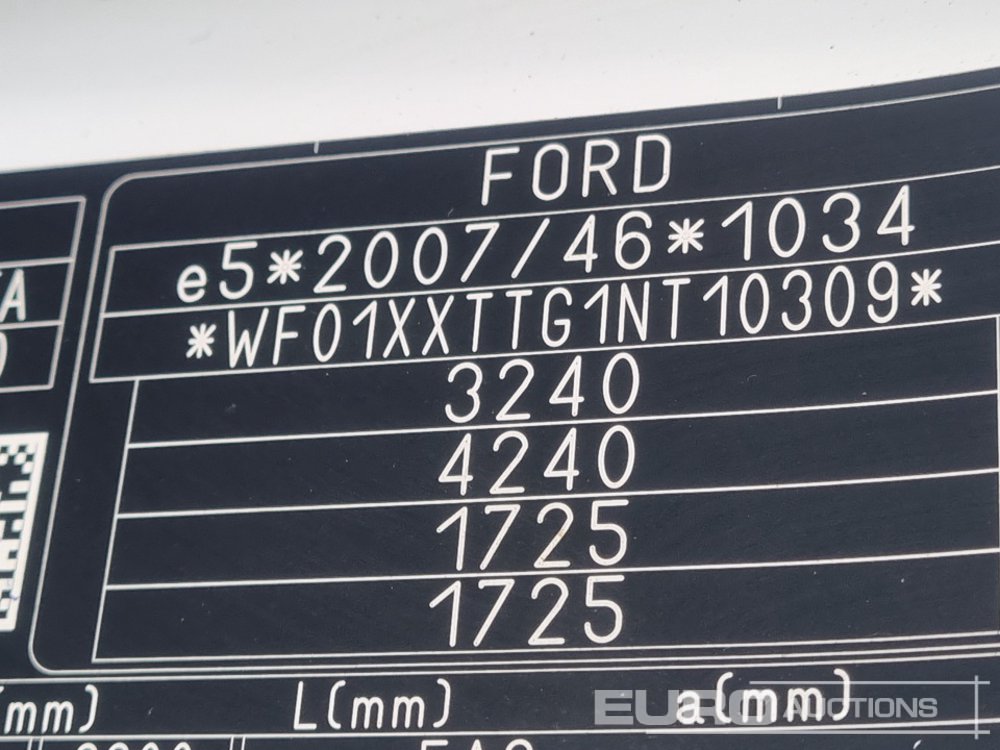 FORD
e5*2007/46*1034
*WF01XXTTG1NT10309*
3240
4240
1725
1725
(mm) L(mm) a(mm)
EURO AUCTIONS